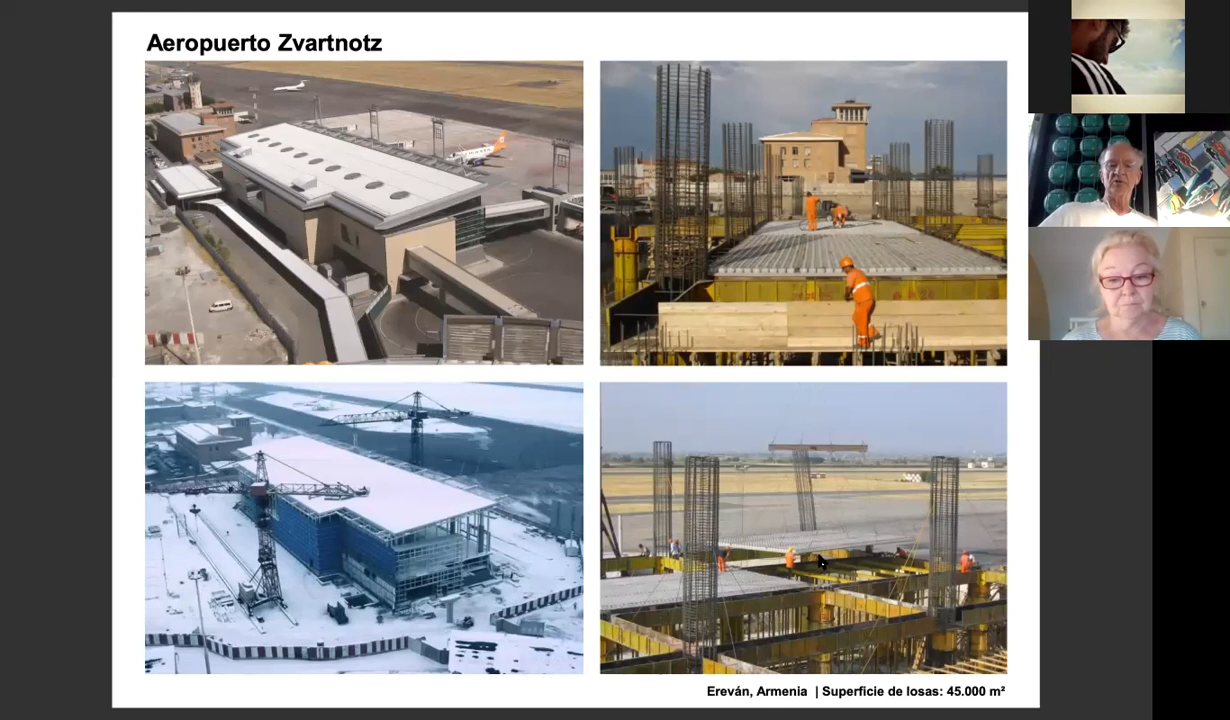 Aeropuerto Zvartnotz
Ereván, Armenia | Superficie de losas: 45.000 m²